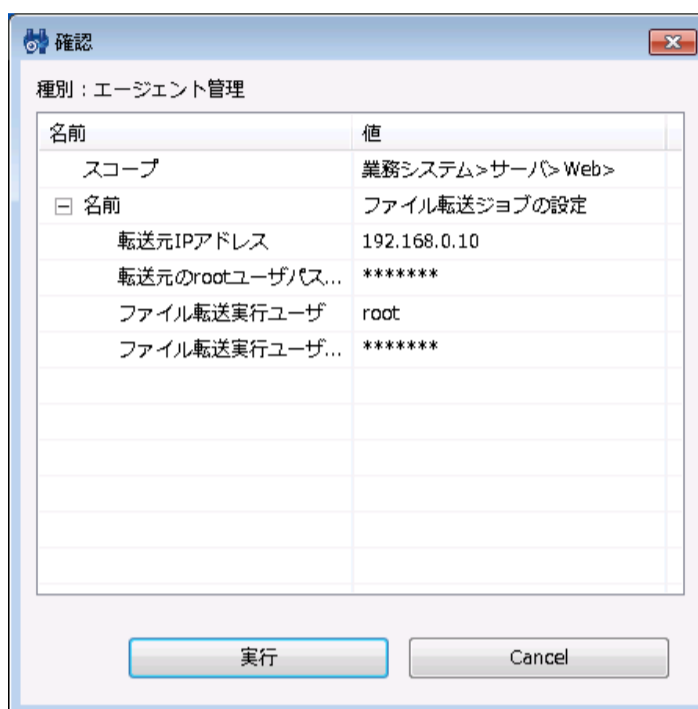 確認
種別：エージェント管理
名前 値
スコープ 業務システム>サーバ>Web>
名前 ファイル転送ジョブの設定
転送元IPアドレス 192.168.0.10
転送元のrootユーザパス... *******
ファイル転送実行ユーザ root
ファイル転送実行ユーザ... *******
実行 Cancel